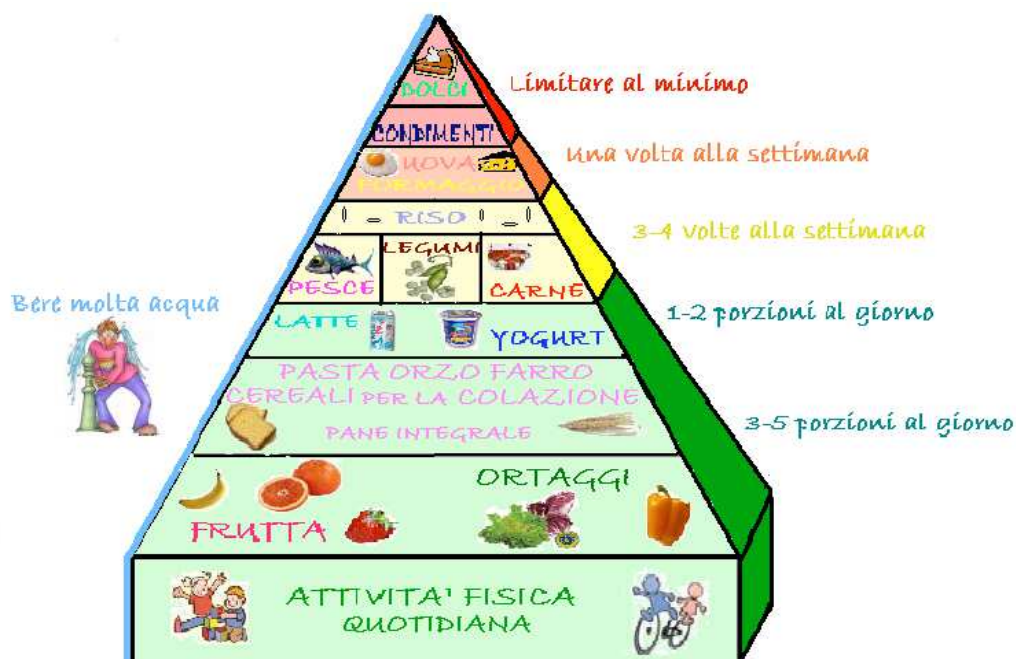 DOLCI
Limitare al minimo
CONDIMENTI
Una volta alla settimana
UOVA
FORMAGGIO
RISO
3-4 volte alla settimana
LEGUMI
PESCE
CARNE
Bere molta acqua
1-2 porzioni al giorno
LATTE
YOGURT
PASTA ORZO FARRO
CEREALI PER LA COLAZIONE
3-5 porzioni al giorno
PANE INTEGRALE
ORTAGGI
FRUTTA
ATTIVITA' FISICA
QUOTIDIANA